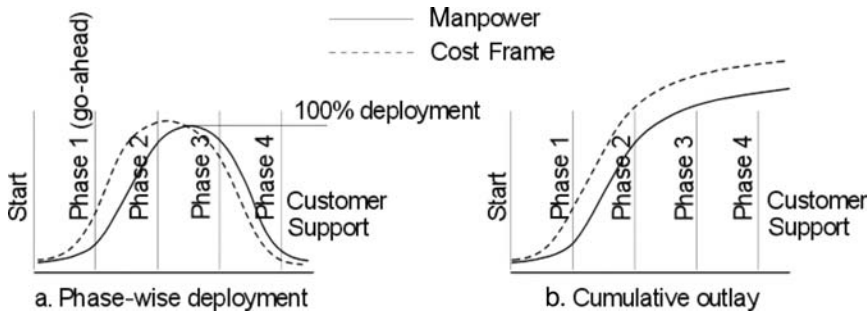 Manpower
Cost Frame
100% deployment
Start
Phase 1 (go-ahead)
Phase 2
Phase 3
Phase 4
Customer
Support
a. Phase-wise deployment
Start
Phase 1
Phase 2
Phase 3
Phase 4
Customer
Support
b. Cumulative outlay